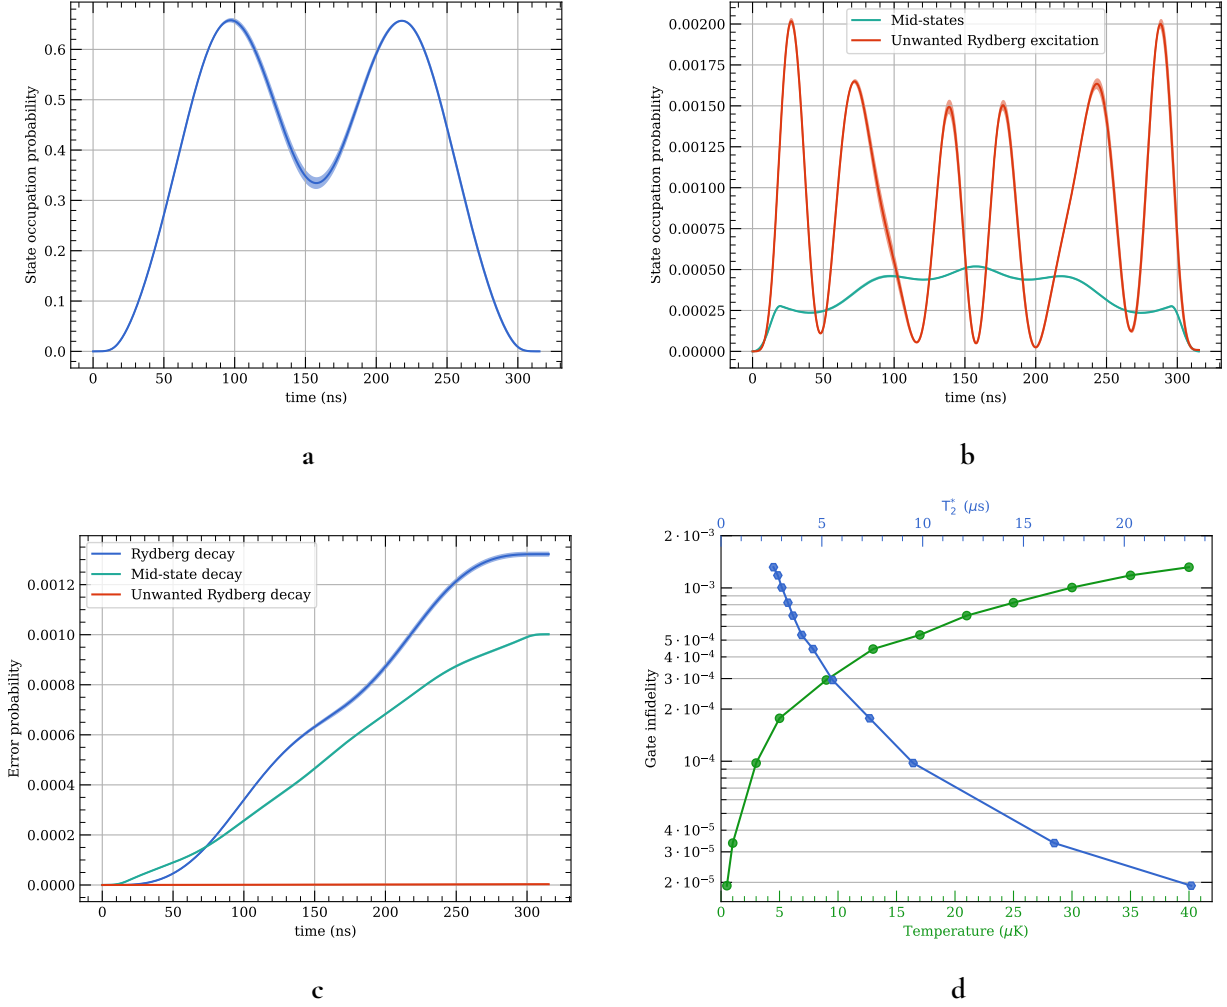 State occupation probability
0.6
0.5
0.4
0.3
0.2
0.1
0.0
0 50 100 150 200 250 300
time (ns)
a
State occupation probability
Mid-states
Unwanted Rydberg excitation
0.00200
0.00175
0.00150
0.00125
0.00100
0.00075
0.00050
0.00025
0.00000
0 50 100 150 200 250 300
time (ns)
b
Error probability
Rydberg decay
Mid-state decay
Unwanted Rydberg decay
0.0012
0.0010
0.0008
0.0006
0.0004
0.0002
0.0000
0 50 100 150 200 250 300
time (ns)
c
T₂* (μs)
0 5 10 15 20
Gate infidelity
2·10⁻³
10⁻³
5·10⁻⁴
4·10⁻⁴
3·10⁻⁴
2·10⁻⁴
10⁻⁴
4·10⁻⁵
3·10⁻⁵
2·10⁻⁵
0 5 10 15 20 25 30 35 40
Temperature (μK)
d